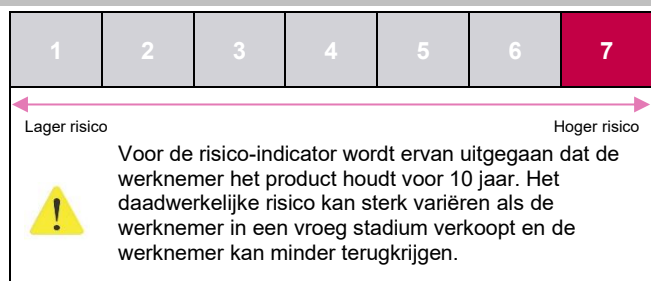 1 2 3 4 5 6 7
Lager risico Hoger risico
Voor de risico-indicator wordt ervan uitgegaan dat de
werknemer het product houdt voor 10 jaar. Het
daadwerkelijke risico kan sterk variëren als de
werknemer in een vroeg stadium verkoopt en de
werknemer kan minder terugkrijgen.